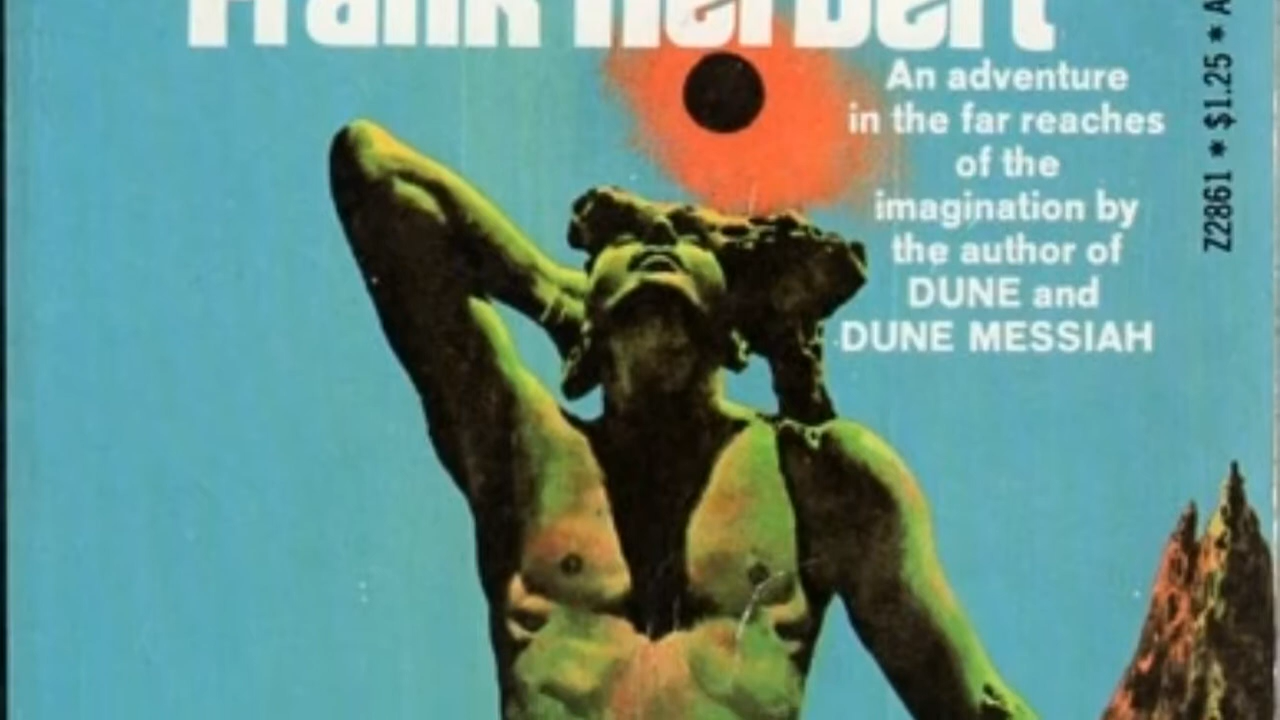 Frank Herbert
An adventure
in the far reaches
of the
imagination by
the author of
DUNE and
DUNE MESSIAH
Z2861 * $1.25 * A